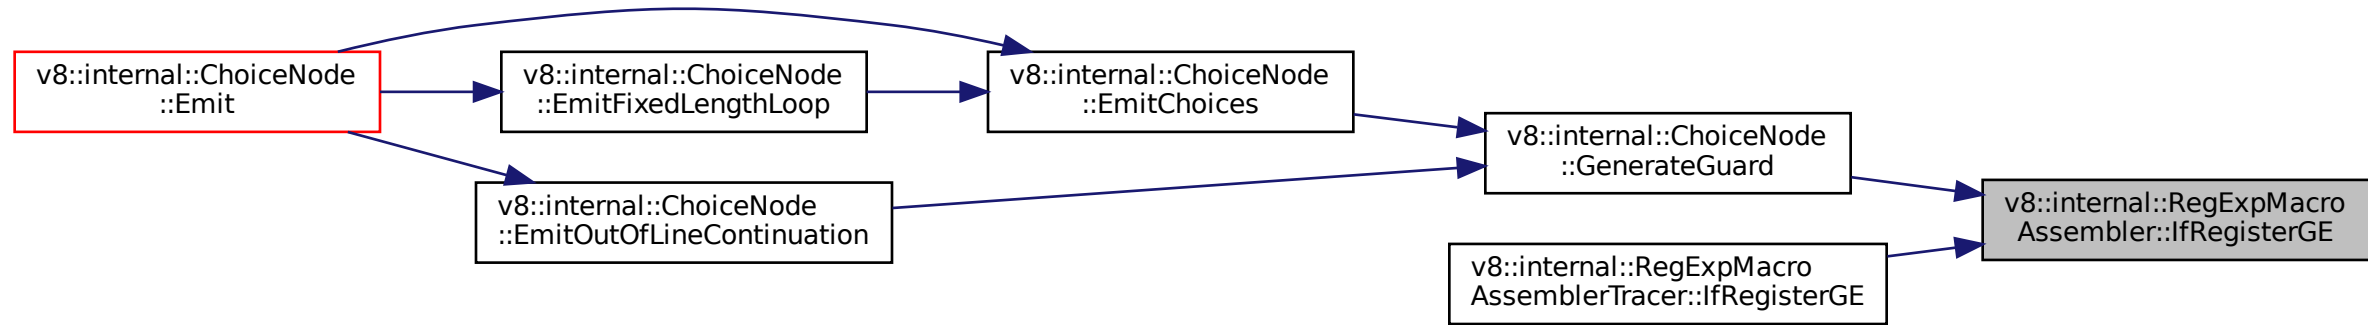 v8::internal::ChoiceNode
::Emit
v8::internal::ChoiceNode
::EmitFixedLengthLoop
v8::internal::ChoiceNode
::EmitChoices
v8::internal::ChoiceNode
::GenerateGuard
v8::internal::RegExpMacro
Assembler::IfRegisterGE
v8::internal::ChoiceNode
::EmitOutOfLineContinuation
v8::internal::RegExpMacro
AssemblerTracer::IfRegisterGE